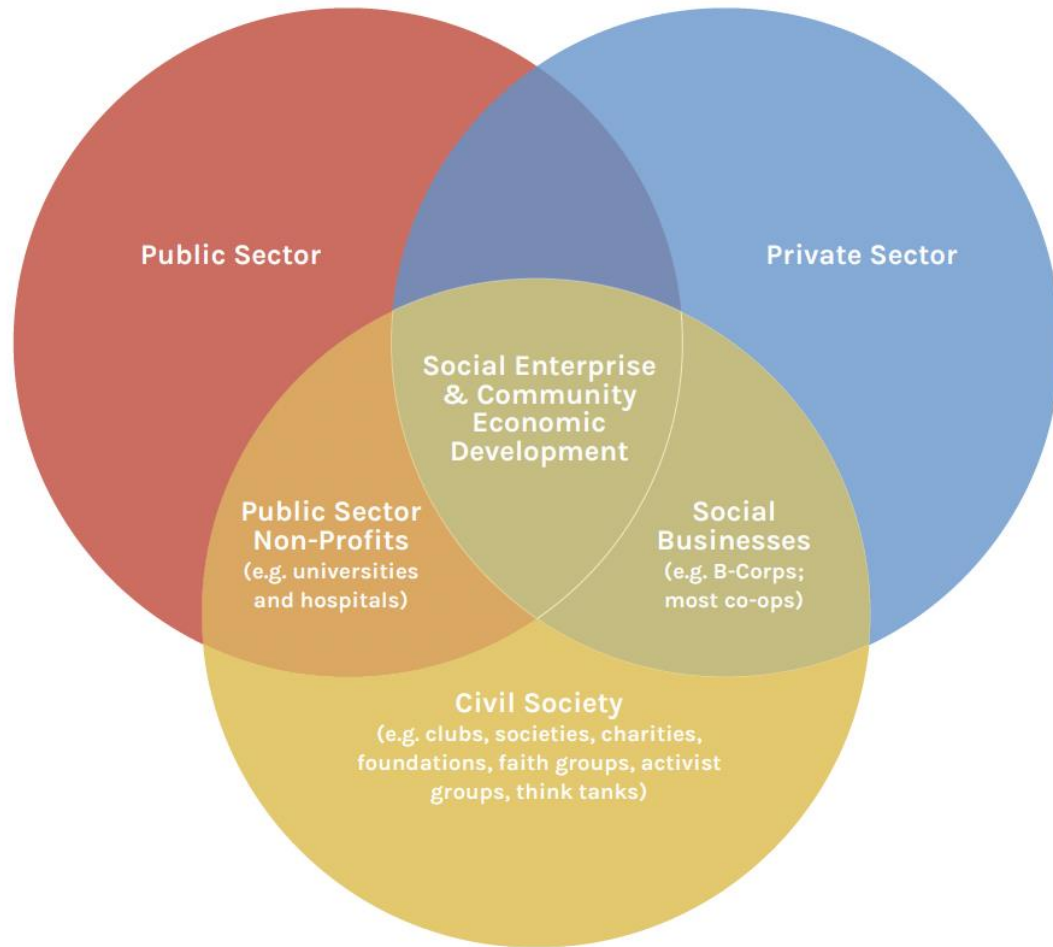 Public Sector
Private Sector
Social Enterprise
& Community
Economic
Development
Public Sector
Non-Profits
(e.g. universities
and hospitals)
Social
Businesses
(e.g. B-Corps;
most co-ops)
Civil Society
(e.g. clubs, societies, charities,
foundations, faith groups, activist
groups, think tanks)